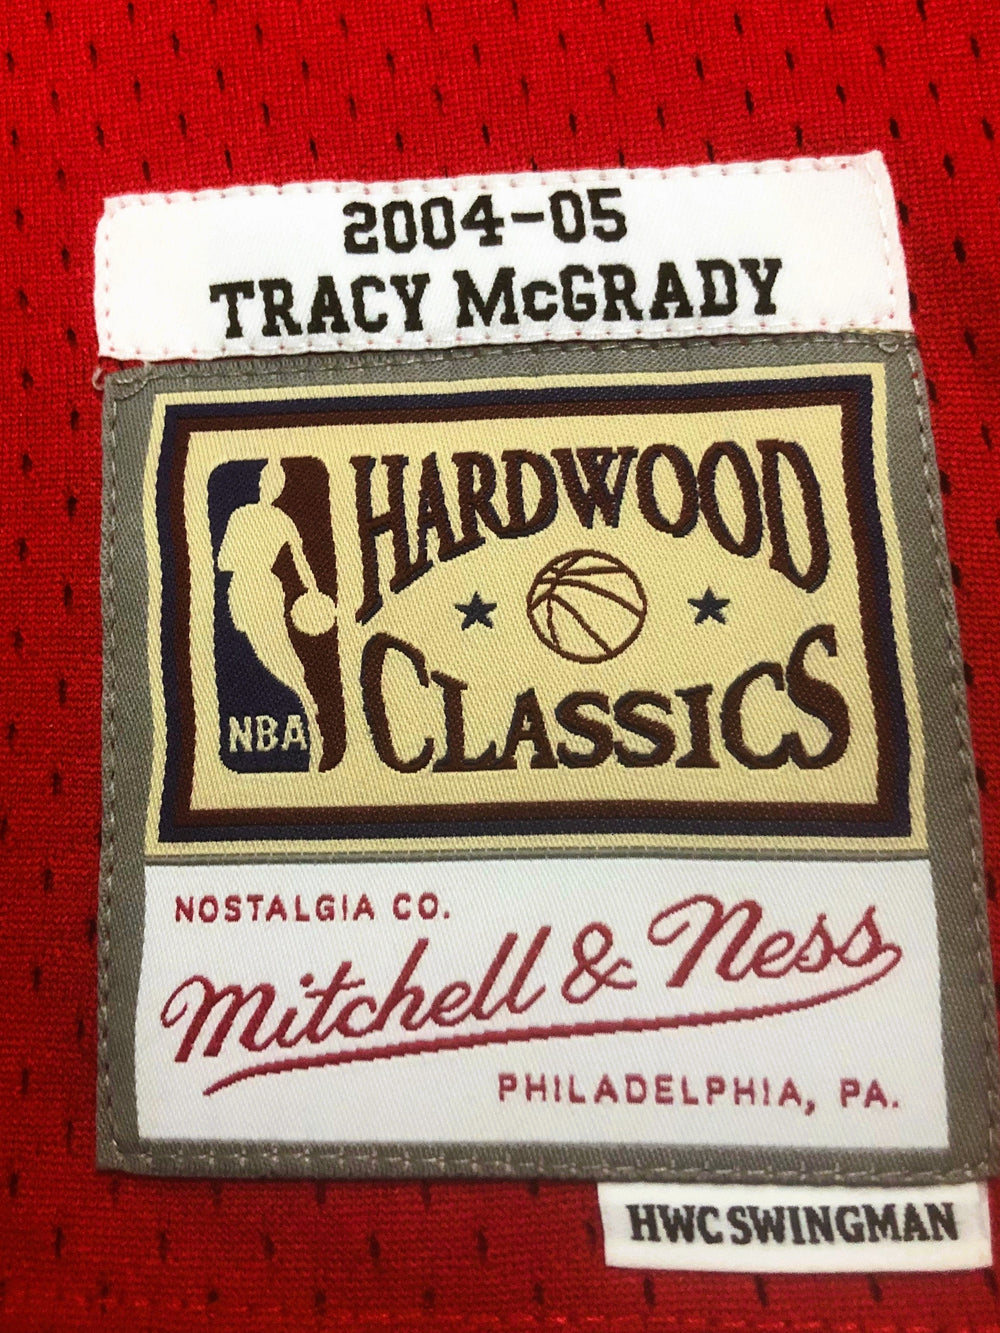 2004-05
TRACY McGRADY
HARDWOOD
CLASSICS
NBA
NOSTALGIA CO.
Mitchell & Ness
PHILADELPHIA, PA.
HWC SWINGMAN